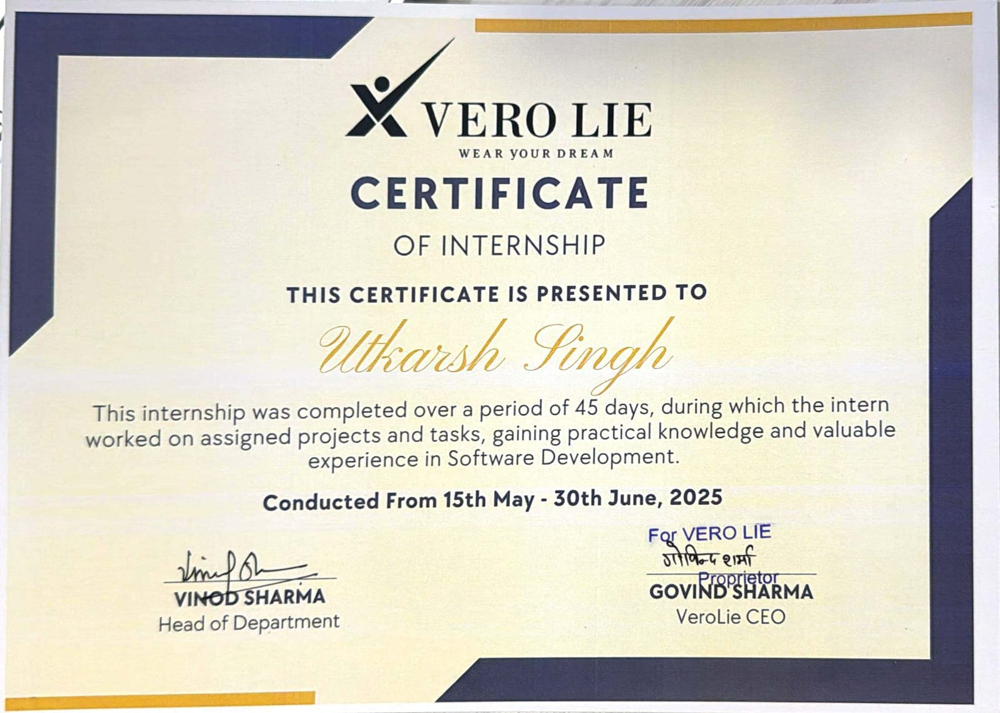 VERO LIE
WEAR YOUR DREAM
CERTIFICATE
OF INTERNSHIP
THIS CERTIFICATE IS PRESENTED TO
Utkarsh Singh
This internship was completed over a period of 45 days, during which the intern
worked on assigned projects and tasks, gaining practical knowledge and valuable
experience in Software Development.
Conducted From 15th May - 30th June, 2025
VINOD SHARMA
Head of Department
For VERO LIE
गोविन्द शर्मा
Proprietor
GOVIND SHARMA
VeroLie CEO